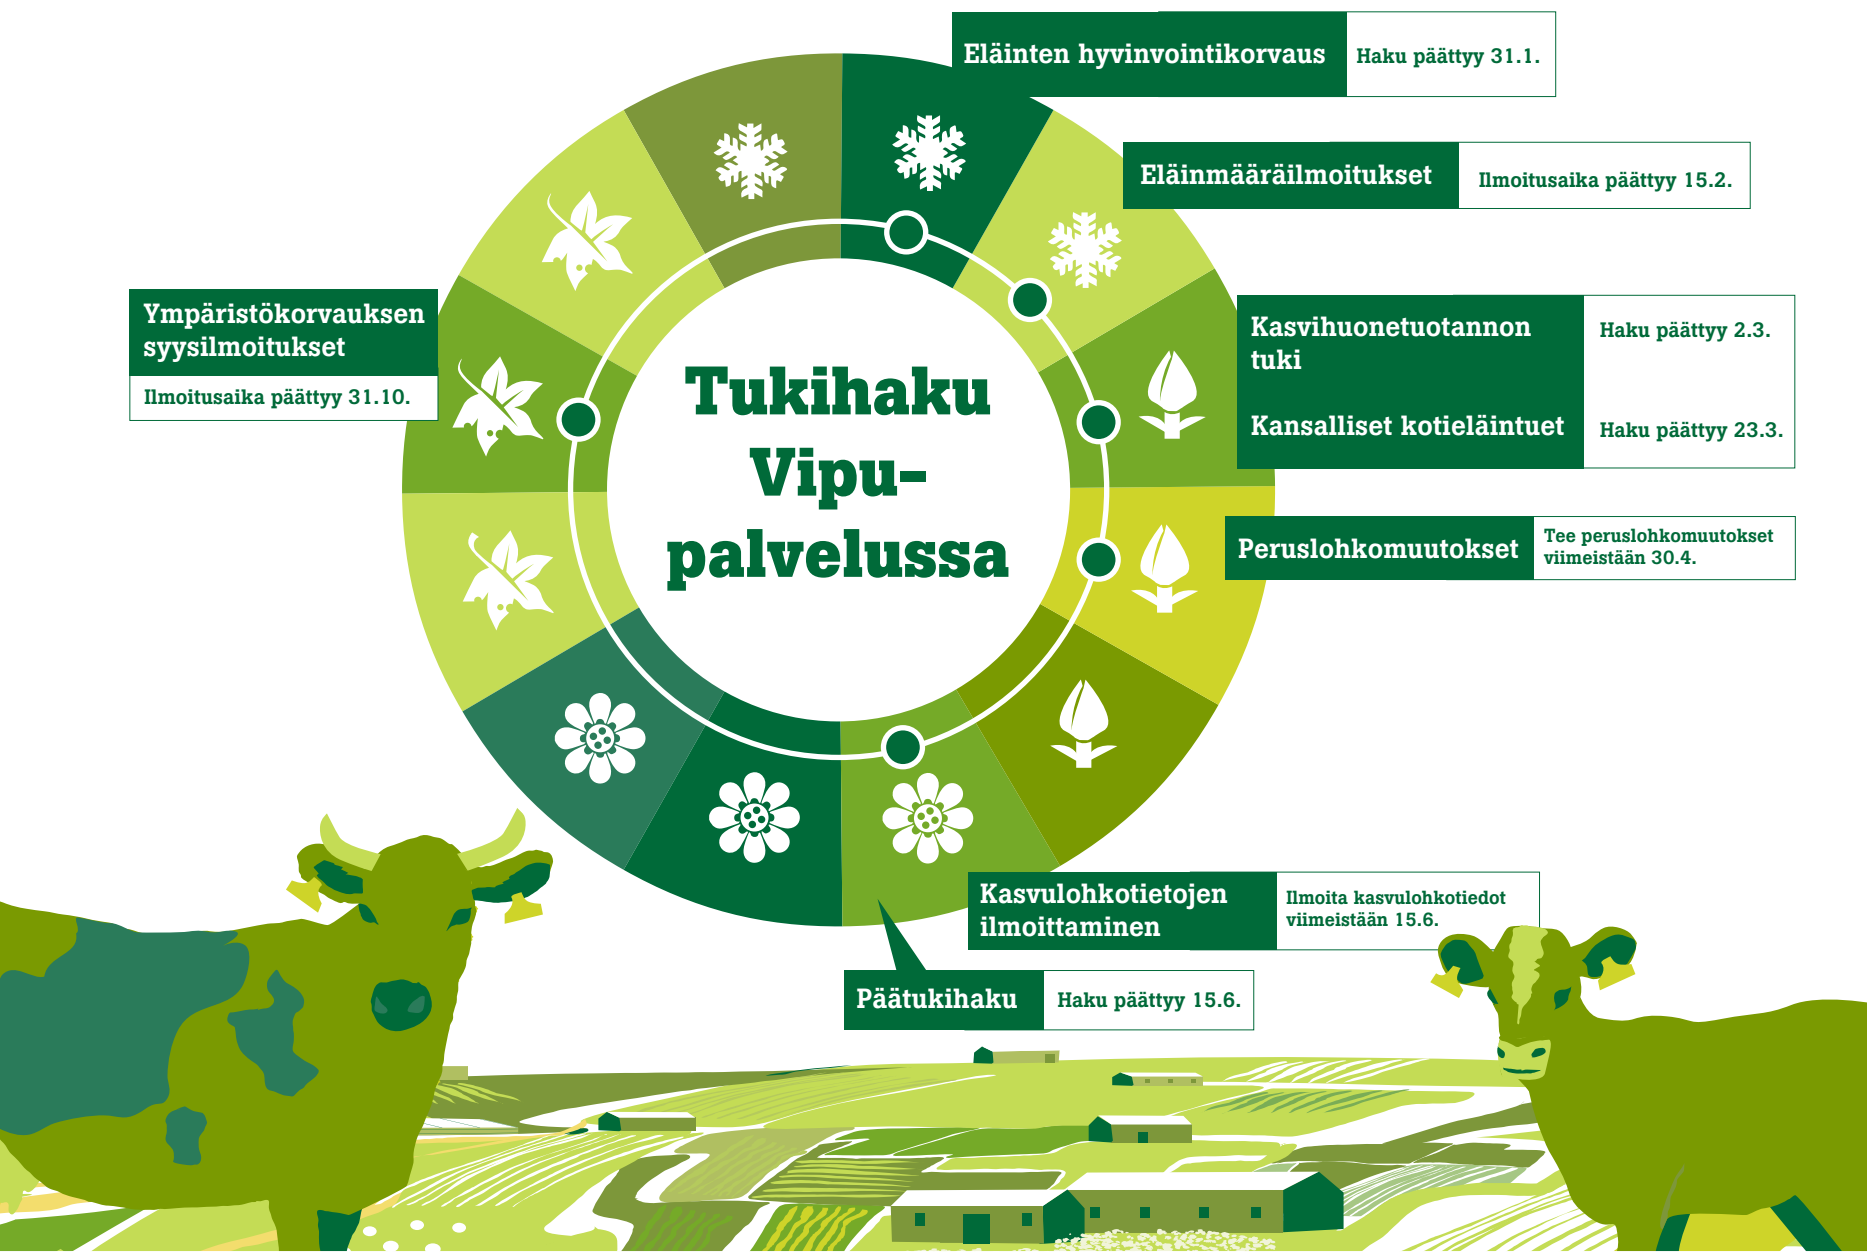 Tukihaku
Vipu-
palvelussa
Eläinten hyvinvointikorvaus
Haku päättyy 31.1.
Eläinmääräilmoitukset
Ilmoitusaika päättyy 15.2.
Kasvihuonetuotannon
tuki
Haku päättyy 2.3.
Kansalliset kotieläintuet
Haku päättyy 23.3.
Peruslohkomuutokset
Tee peruslohkomuutokset
viimeistään 30.4.
Kasvulohkotietojen
ilmoittaminen
Ilmoita kasvulohkotiedot
viimeistään 15.6.
Päätukihaku
Haku päättyy 15.6.
Ympäristökorvauksen
syysilmoitukset
Ilmoitusaika päättyy 31.10.